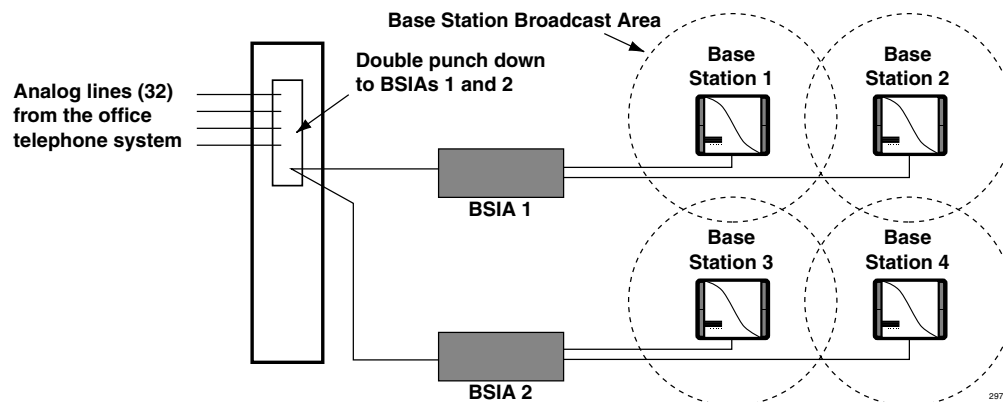 Base Station Broadcast Area
Analog lines (32)
from the office
telephone system
Double punch down
to BSIAs 1 and 2
Base
Station 1
Base
Station 2
BSIA 1
Base
Station 3
Base
Station 4
BSIA 2
297